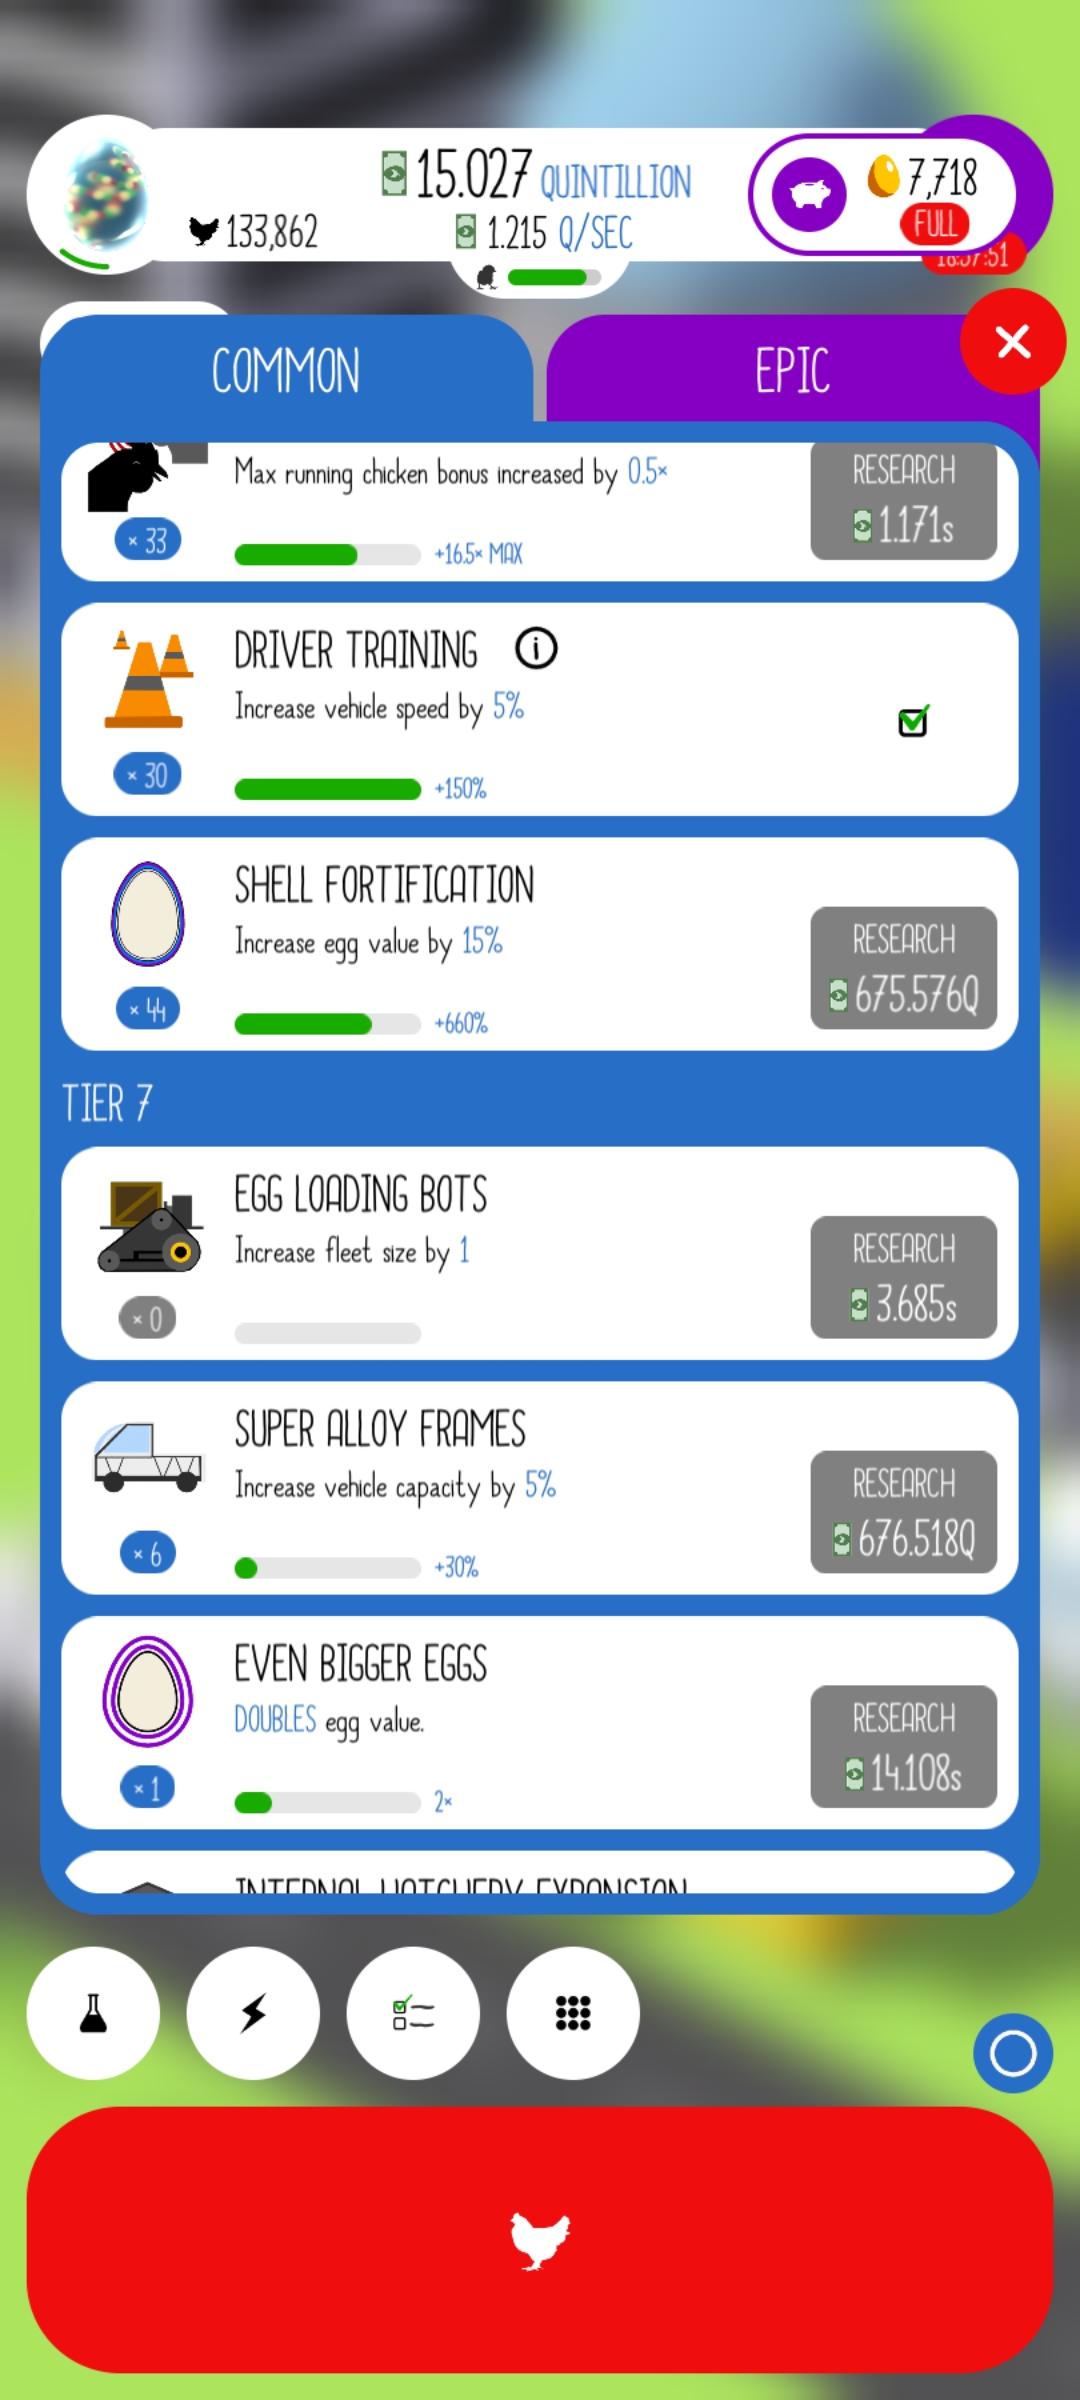 15.027 QUINTILLION
133,862
1.215 Q/SEC
7,718
FULL
COMMON
EPIC
Max running chicken bonus increased by 0.5×
× 33
+16.5× MAX
RESEARCH
1.171s
DRIVER TRAINING
Increase vehicle speed by 5%
× 30
+150%
SHELL FORTIFICATION
Increase egg value by 15%
× 44
+660%
RESEARCH
675.576Q
TIER 7
EGG LOADING BOTS
Increase fleet size by 1
× 0
RESEARCH
3.685s
SUPER ALLOY FRAMES
Increase vehicle capacity by 5%
× 6
+30%
RESEARCH
676.518Q
EVEN BIGGER EGGS
DOUBLES egg value.
× 1
2×
RESEARCH
14.108s
INTERNAL HATCHERY EXPANSION